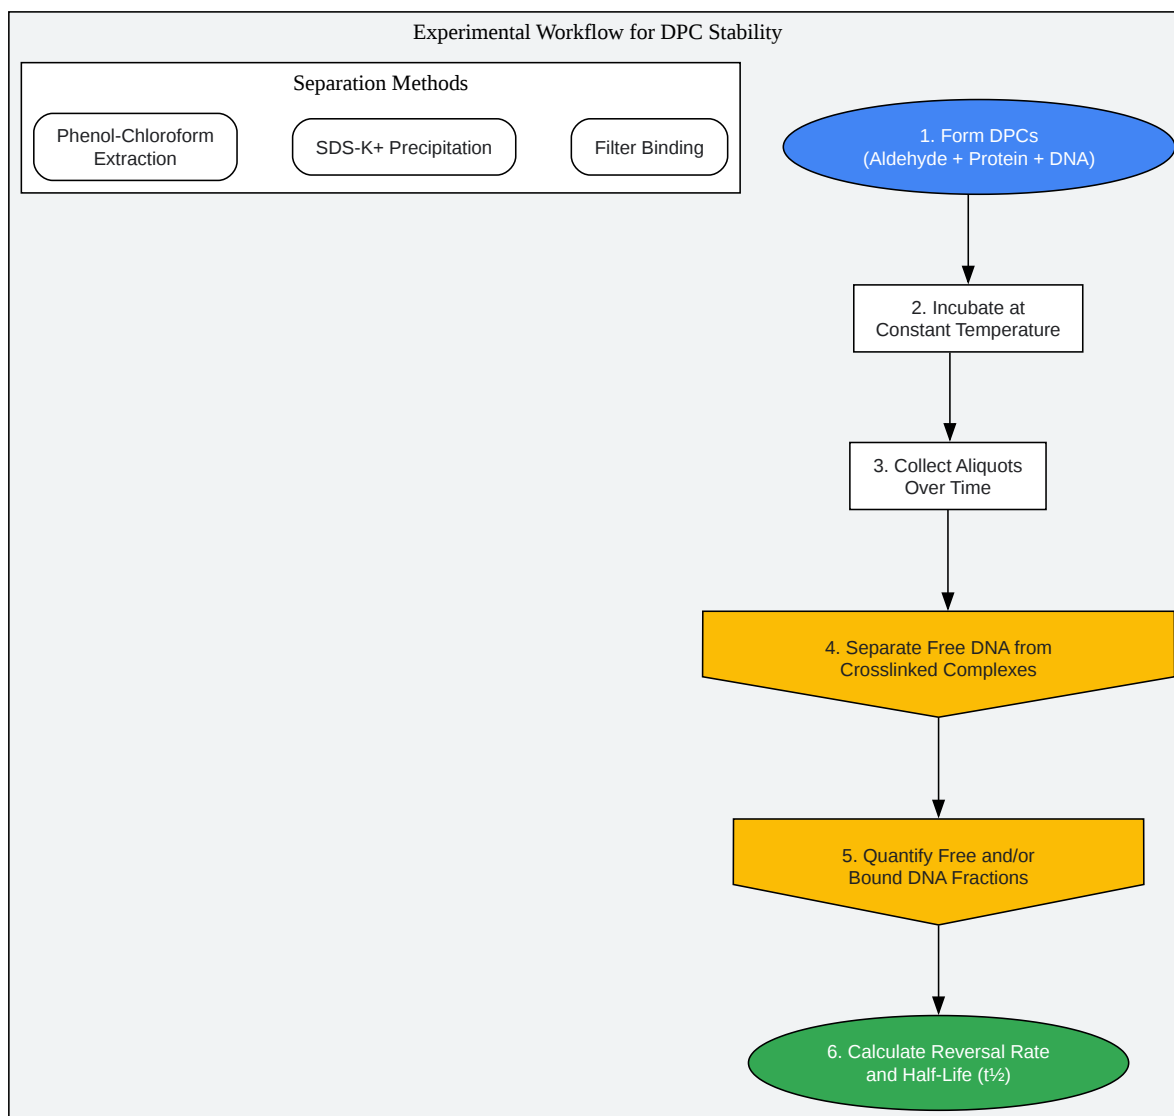 Experimental Workflow for DPC Stability
Separation Methods
Phenol-Chloroform
Extraction
SDS-K+ Precipitation
Filter Binding
1. Form DPCs
(Aldehyde + Protein + DNA)
2. Incubate at
Constant Temperature
3. Collect Aliquots
Over Time
4. Separate Free DNA from
Crosslinked Complexes
5. Quantify Free and/or
Bound DNA Fractions
6. Calculate Reversal Rate
and Half-Life (t½)